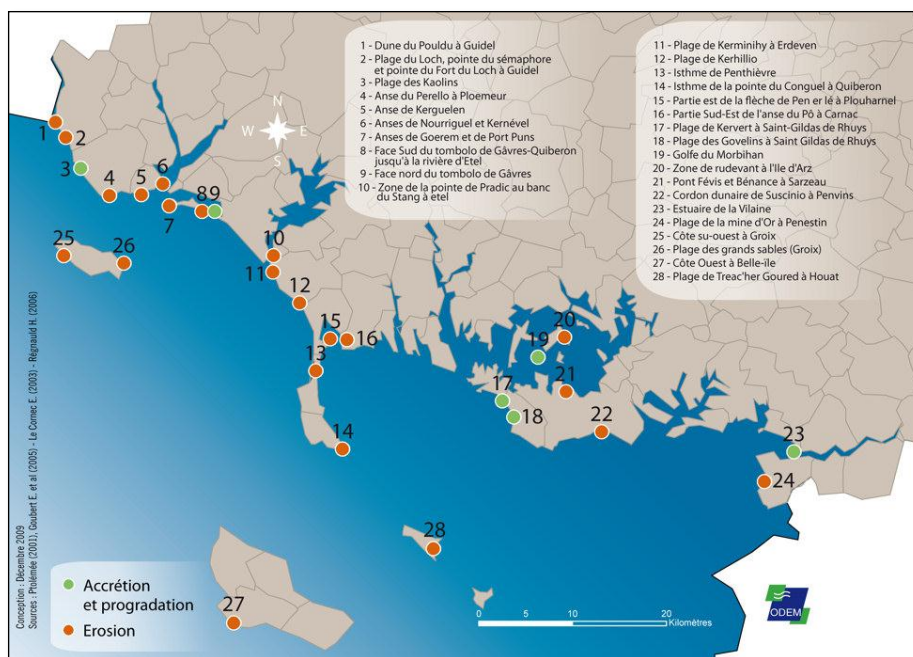 1 - Dune du Pouldu à Guidel
2 - Plage du Loch, pointe du sémaphore
et pointe du Fort du Loch à Guidel
3 - Plage des Kaolins
4 - Anse du Perello à Ploemeur
5 - Anse de Kerguelen
6 - Anses de Nourriguel et Kernével
7 - Anses de Goerem et de Port Puns
8 - Face Sud du tombolo de Gâvres-Quiberon
jusqu'à la rivière d'Etel
9 - Face nord du tombolo de Gâvres
10 - Zone de la pointe de Pradic au banc
du Stang à etel
11 - Plage de Kerminihy à Erdeven
12 - Plage de Kerhillio
13 - Isthme de Penthièvre
14 - Isthme de la pointe du Conguel à Quiberon
15 - Partie est de la flèche de Pen er lé à Plouharnel
16 - Partie Sud-Est de l'anse du Pô à Carnac
17 - Plage de Kervert à Saint-Gildas de Rhuys
18 - Plage des Govelins à Saint Gildas de Rhuys
19 - Golfe du Morbihan
20 - Zone de rudevant à l'Ile d'Arz
21 - Pont Févis et Bénance à Sarzeau
22 - Cordon dunaire de Suscinio à Penvins
23 - Estuaire de la Vilaine
24 - Plage de la mine d'Or à Penestin
25 - Côte su-ouest à Groix
26 - Plage des grands sables (Groix)
27 - Côte Ouest à Belle-île
28 - Plage de Treac'her Goured à Houat
N
W E
S
1
2
3
4
5
6
7
89
25
26
10
11
12
15
16
13
14
20
19
21
17
18
22
23
24
28
27
Conception : Décembre 2009
Sources : Ptolémée (2001), Goubert E. et al (2005) - Le Cornec E. (2003) - Régnauld H. (2006)
Accrétion
et progradation
Erosion
0 5 10 20
Kilomètres
ODEM